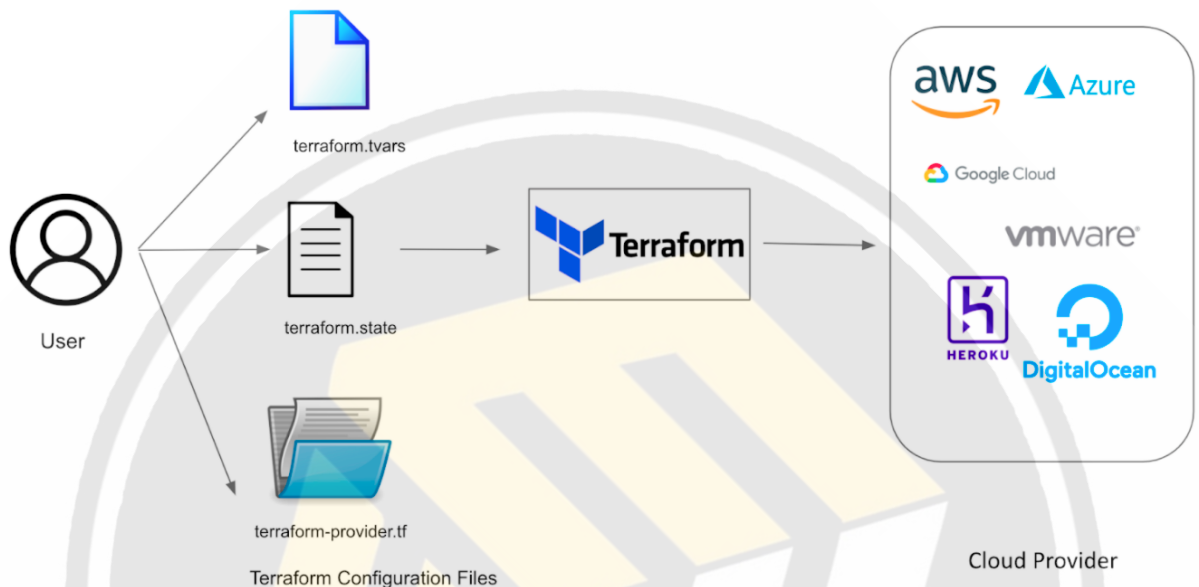 terraform.tvars
User
terraform.state
terraform-provider.tf
Terraform Configuration Files
Terraform
aws
Azure
Google Cloud
vmware®
HEROKU
DigitalOcean
Cloud Provider